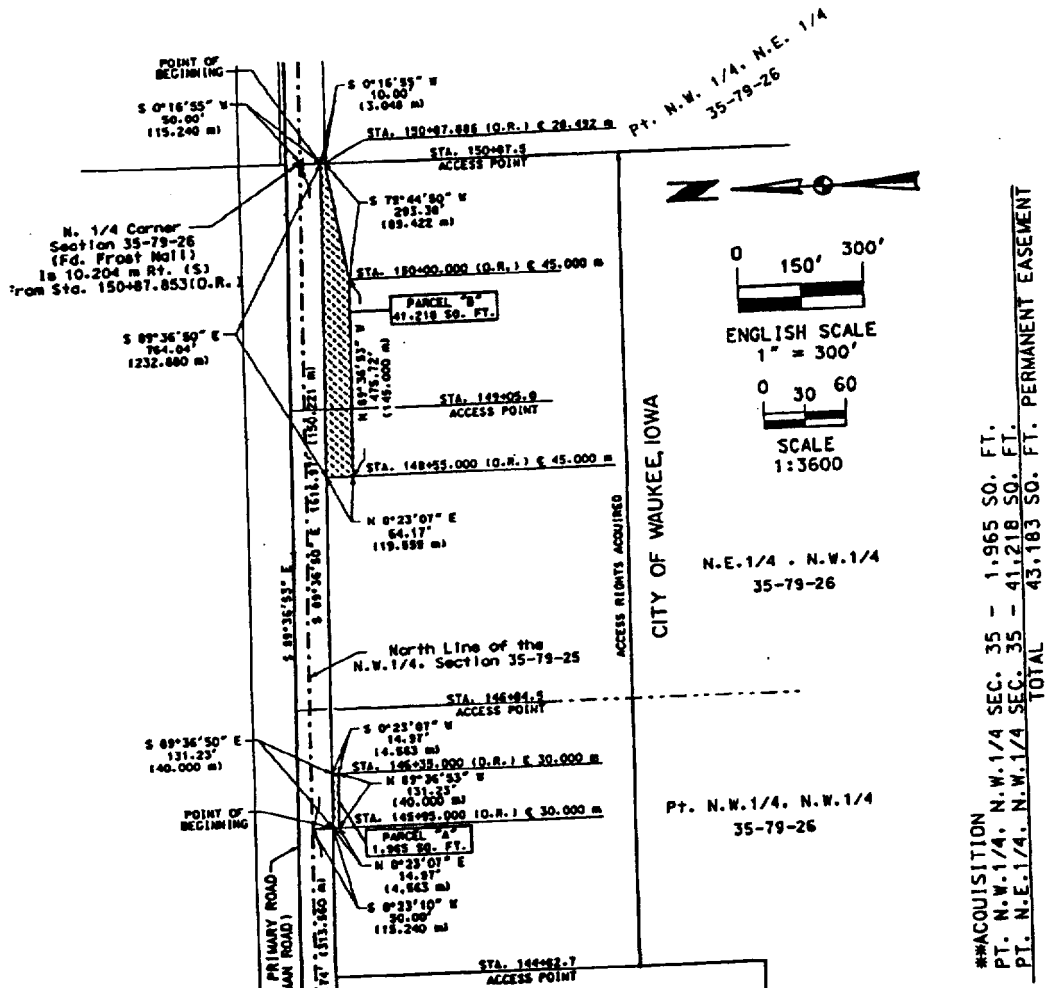 Pt. N.W. 1/4, N.E. 1/4
35-79-26
POINT OF
BEGINNING
S 0°16'55" W
10.00'
(3.048 m)
S 0°16'55" W
50.00'
(15.240 m)
STA. 150+87.886 (O.R.) ℄ 28.492 m
STA. 150+87.5
ACCESS POINT
N. 1/4 Corner
Section 35-79-26
(Fd. Frost Nail)
Is 10.204 m Rt. (S)
From Sta. 150+87.853(O.R.)
S 79°44'50" W
293.38'
(89.422 m)
STA. 150+00.000 (O.R.) ℄ 45.000 m
PARCEL "B"
41,218 SQ. FT.
S 89°36'50" E
764.04'
(232.880 m)
N 89°36'53" W
475.72'
(145.000 m)
STA. 149+05.0
ACCESS POINT
STA. 148+55.000 (O.R.) ℄ 45.000 m
N 0°23'07" E
64.17'
(19.559 m)
S 89°36'53" E
S 89°36'50" E
North Line of the
N.W.1/4, Section 35-79-25
STA. 146+84.5
ACCESS POINT
S 0°23'07" W
14.97'
(4.563 m)
S 89°36'50" E
131.23'
(40.000 m)
STA. 146+35.000 (O.R.) ℄ 30.000 m
N 89°36'53" W
131.23'
(40.000 m)
STA. 145+95.000 (O.R.) ℄ 30.000 m
POINT OF
BEGINNING
PARCEL "A"
1,965 SQ. FT.
N 0°23'07" E
14.97'
(4.563 m)
S 0°23'10" W
50.00'
(15.240 m)
PRIMARY ROAD
STA. 144+62.7
ACCESS POINT
ACCESS RIGHTS ACQUIRED
CITY OF WAUKEE, IOWA
N
0 150' 300'
ENGLISH SCALE
1" = 300'
0 30 60
SCALE
1:3600
N.E.1/4 . N.W.1/4
35-79-26
Pt. N.W.1/4, N.W.1/4
35-79-26
**ACQUISITION
PT. N.W.1/4, N.W.1/4 SEC. 35 - 1,965 SQ. FT.
PT. N.E.1/4, N.W.1/4 SEC. 35 - 41,218 SQ. FT.
TOTAL 43,183 SQ. FT. PERMANENT EASEMENT